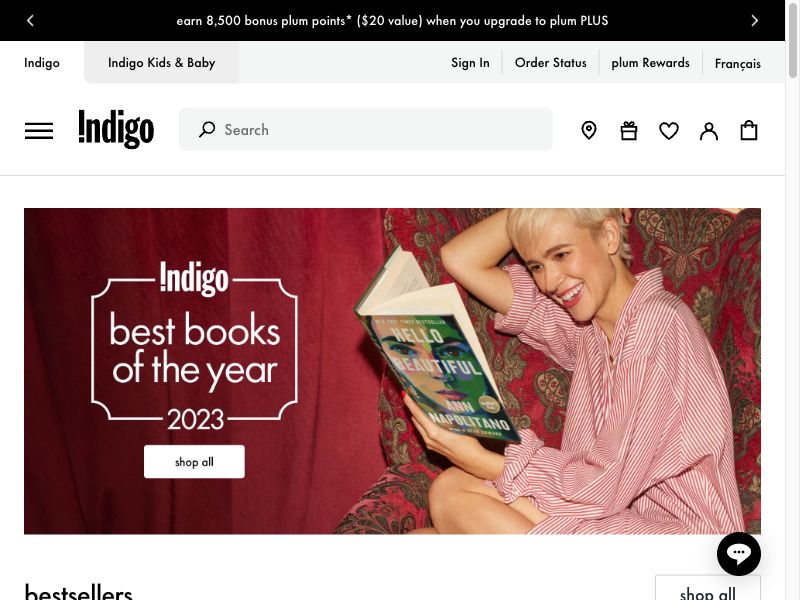 earn 8,500 bonus plum points* ($20 value) when you upgrade to plum PLUS
Indigo
Indigo Kids & Baby
Sign In
Order Status
plum Rewards
Français
!ndigo
Search
!ndigo
best books
of the year
2023
shop all
HELLO
BEAUTIFUL
ANN
NAPOLITANO
bestsellers
shop all